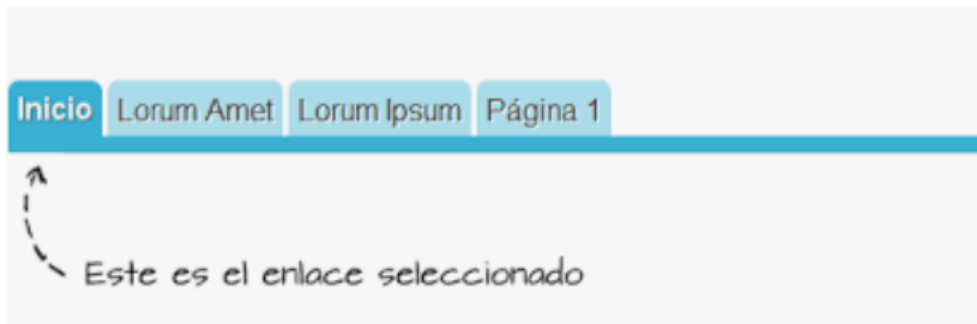 Inicio Lorum Amet Lorum Ipsum Página 1
Este es el enlace seleccionado